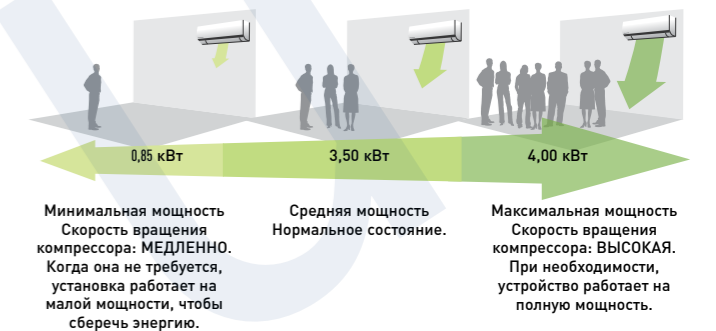 0,85 кВт
3,50 кВт
4,00 кВт
Минимальная мощность
Скорость вращения
компрессора: МЕДЛЕННО.
Когда она не требуется,
установка работает на
малой мощности, чтобы
сберечь энергию.
Средняя мощность
Нормальное состояние.
Максимальная мощность
Скорость вращения
компрессора: ВЫСОКАЯ.
При необходимости,
устройство работает на
полную мощность.